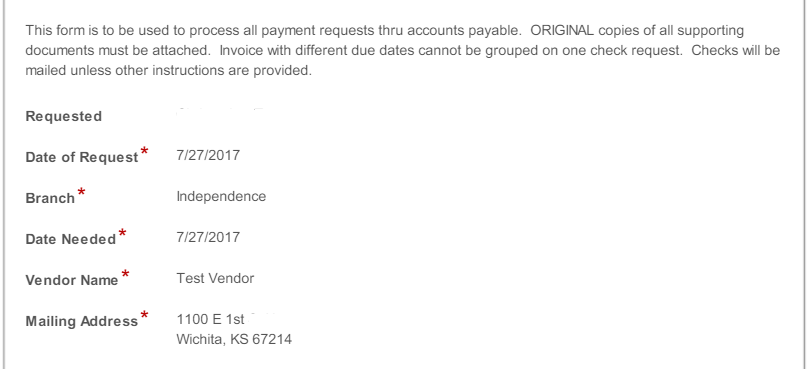 This form is to be used to process all payment requests thru accounts payable.  ORIGINAL copies of all supporting
documents must be attached.  Invoice with different due dates cannot be grouped on one check request.  Checks will be
mailed unless other instructions are provided.
Requested
Date of Request* 7/27/2017
Branch* Independence
Date Needed* 7/27/2017
Vendor Name* Test Vendor
Mailing Address* 1100 E 1st
Wichita, KS 67214